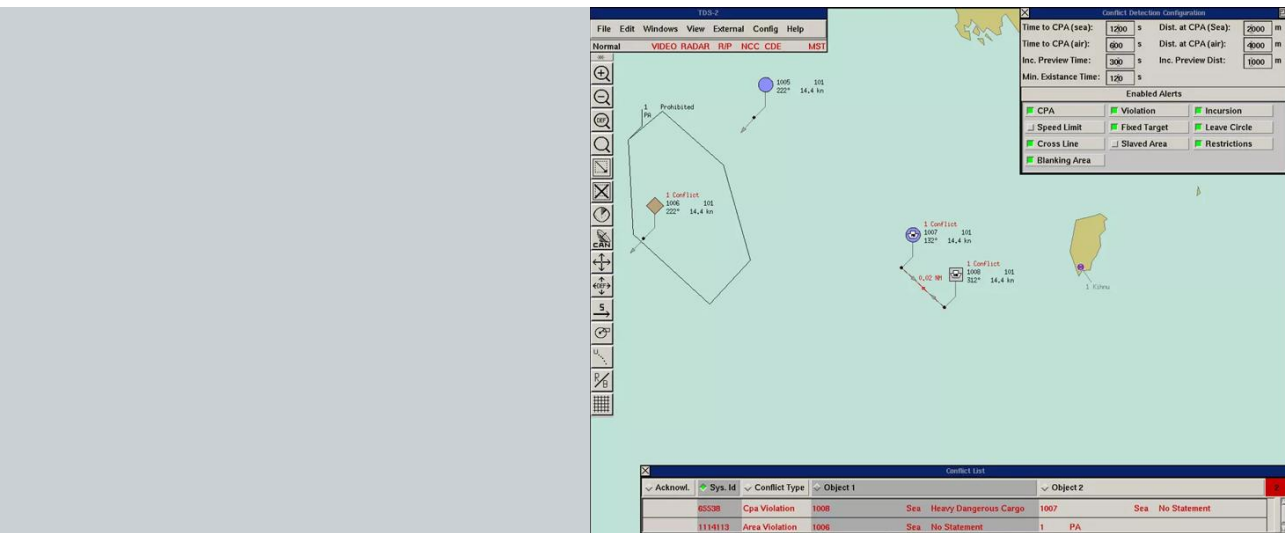 TDS-2
File Edit Windows View External Config Help
Normal VIDEO RADAR R/P NCC CDE MST
DEF
CAN
DEF
S
U
R/B
1 Prohibited
PA
1005 101
222° 14.4 kn
1 Conflict
1006 101
222° 14.4 kn
1 Conflict
1007 101
132° 14.4 kn
1 Conflict
1008 101
312° 14.4 kn
0.02 NM
1 Kihnu
Conflict Detection Configuration
Time to CPA (sea): 1200 s Dist. at CPA (Sea): 2000 m
Time to CPA (air): 600 s Dist. at CPA (air): 4000 m
Inc. Preview Time: 300 s Inc. Preview Dist: 1000 m
Min. Existance Time: 120 s
Enabled Alerts
CPA Violation Incursion
Speed Limit Fixed Target Leave Circle
Cross Line Slaved Area Restrictions
Blanking Area
Conflict List
Acknowl. Sys. Id Conflict Type Object 1 Object 2 2
65538 Cpa Violation 1008 Sea Heavy Dangerous Cargo 1007 Sea No Statement
1114113 Area Violation 1006 Sea No Statement 1 PA